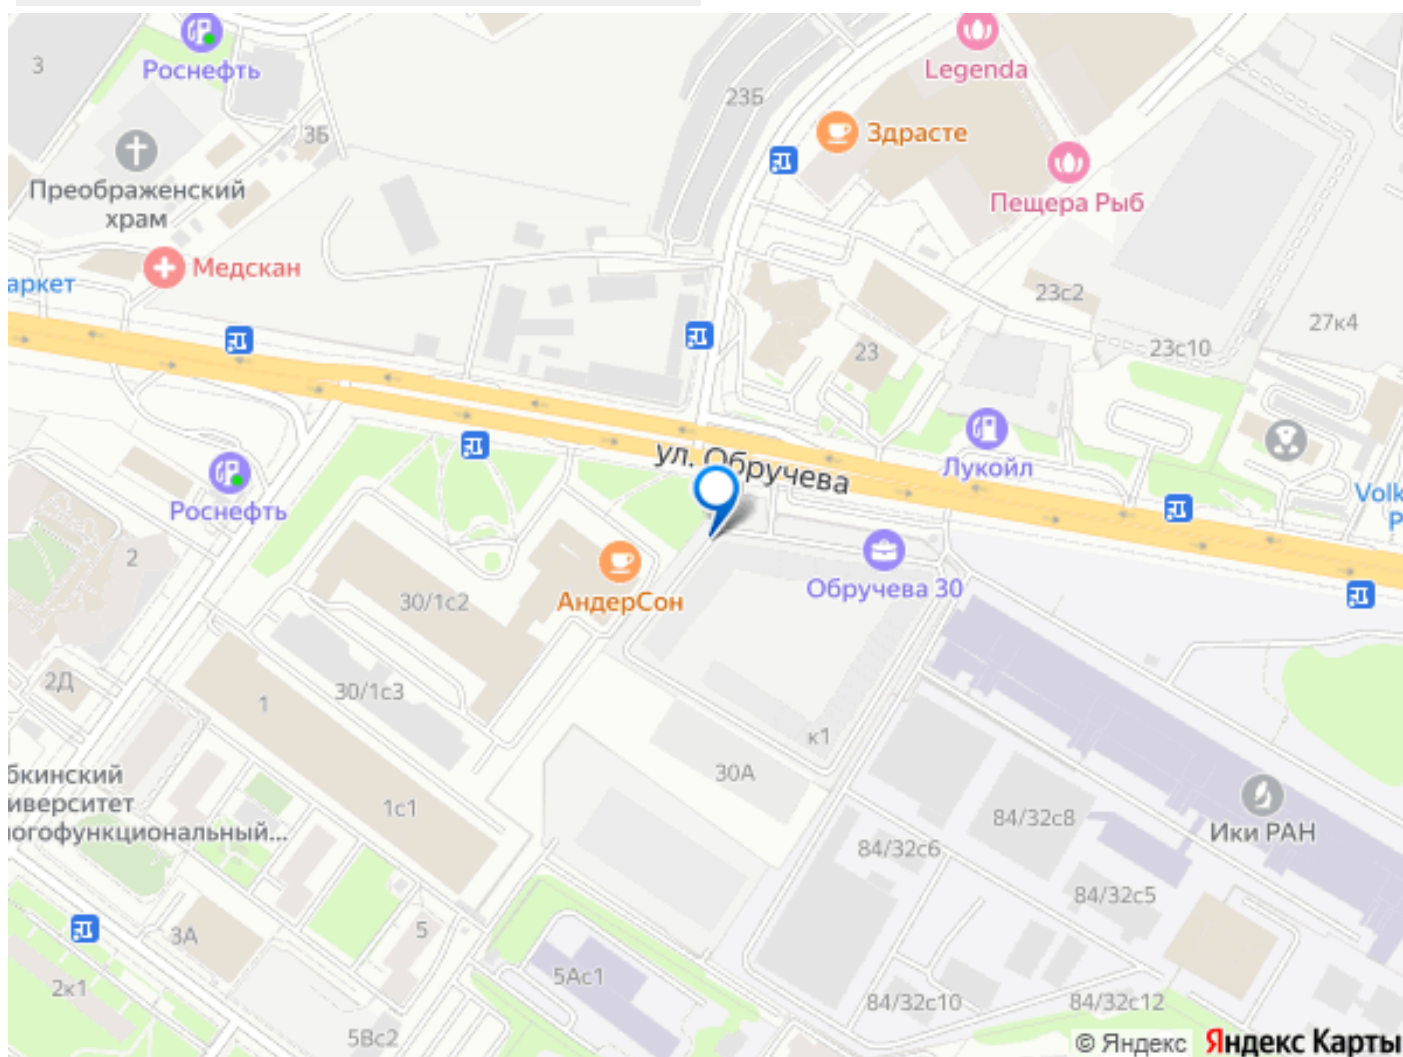 Роснефть
3
3Б
23Б
Legenda
Здрасте
Преображенский
храм
Пещера Рыб
Медскан
аркет
23с2
27к4
23
23с10
ул. Обручева
Лукойл
Роснефть
Volk
Р
2
30/1с2
АндерСон
Обручева 30
2Д
1
30/1с3
к1
30А
бкинский
иверситет
огофункциональный...
1с1
84/32с8
Ики РАН
84/32с6
84/32с5
3А
5
5Ас1
2к1
84/32с10
84/32с12
5Вс2
© Яндекс Яндекс Карты